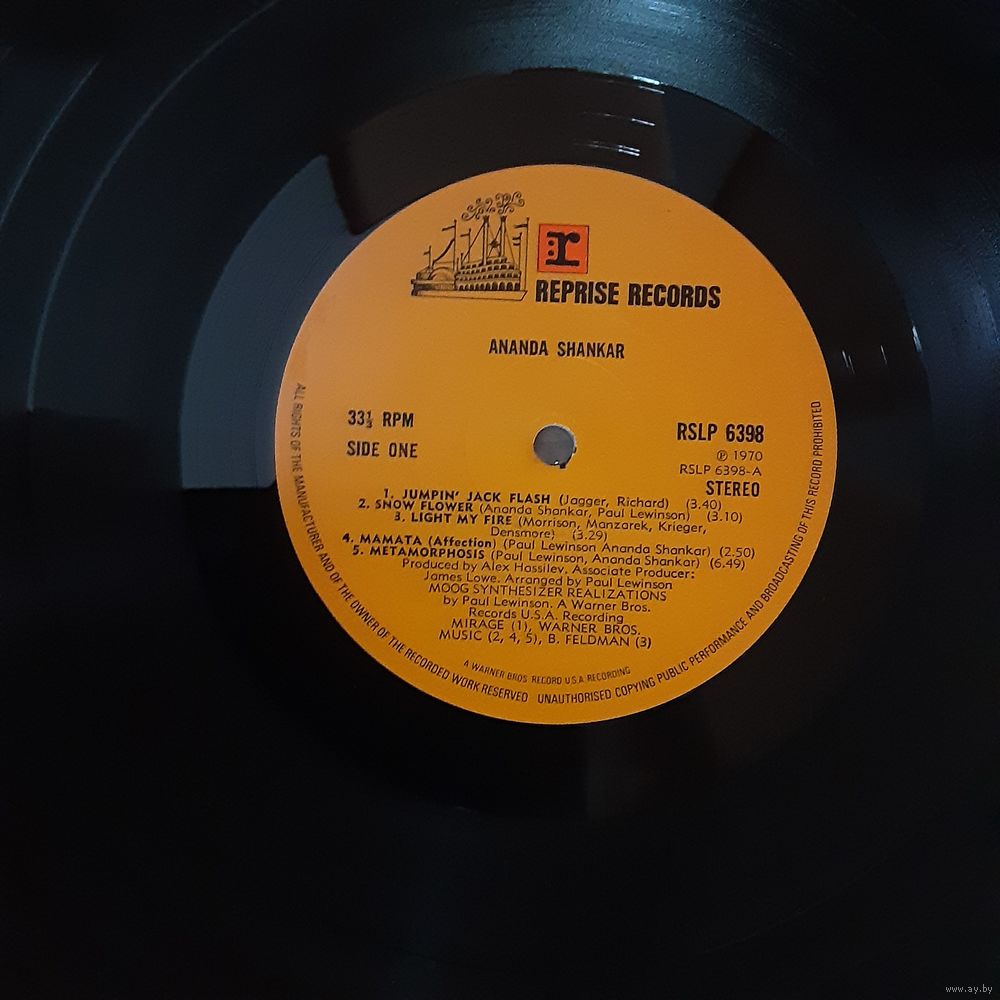 r
REPRISE RECORDS
ANANDA SHANKAR
33⅓ RPM
SIDE ONE
RSLP 6398
℗ 1970
RSLP 6398-A
STEREO
1. JUMPIN' JACK FLASH (Jagger, Richard) (3.40)
2. SNOW FLOWER (Ananda Shankar, Paul Lewinson) (3.10)
3. LIGHT MY FIRE (Morrison, Manzarek, Krieger,
Densmore) (3.29)
4. MAMATA (Affection) (Paul Lewinson Ananda Shankar) (2.50)
5. METAMORPHOSIS (Paul Lewinson, Ananda Shankar) (6.49)
Produced by Alex Hassilev. Associate Producer:
James Lowe. Arranged by Paul Lewinson
MOOG SYNTHESIZER REALIZATIONS
by Paul Lewinson. A Warner Bros.
Records U.S.A. Recording
MIRAGE (1), WARNER BROS.
MUSIC (2, 4, 5), B. FELDMAN (3)
A WARNER BROS. RECORD U.S.A. RECORDING
ALL RIGHTS OF THE MANUFACTURER AND OF THE OWNER OF THE RECORDED WORK RESERVED UNAUTHORISED COPYING PUBLIC PERFORMANCE AND BROADCASTING OF THIS RECORD PROHIBITED
www.ay.by